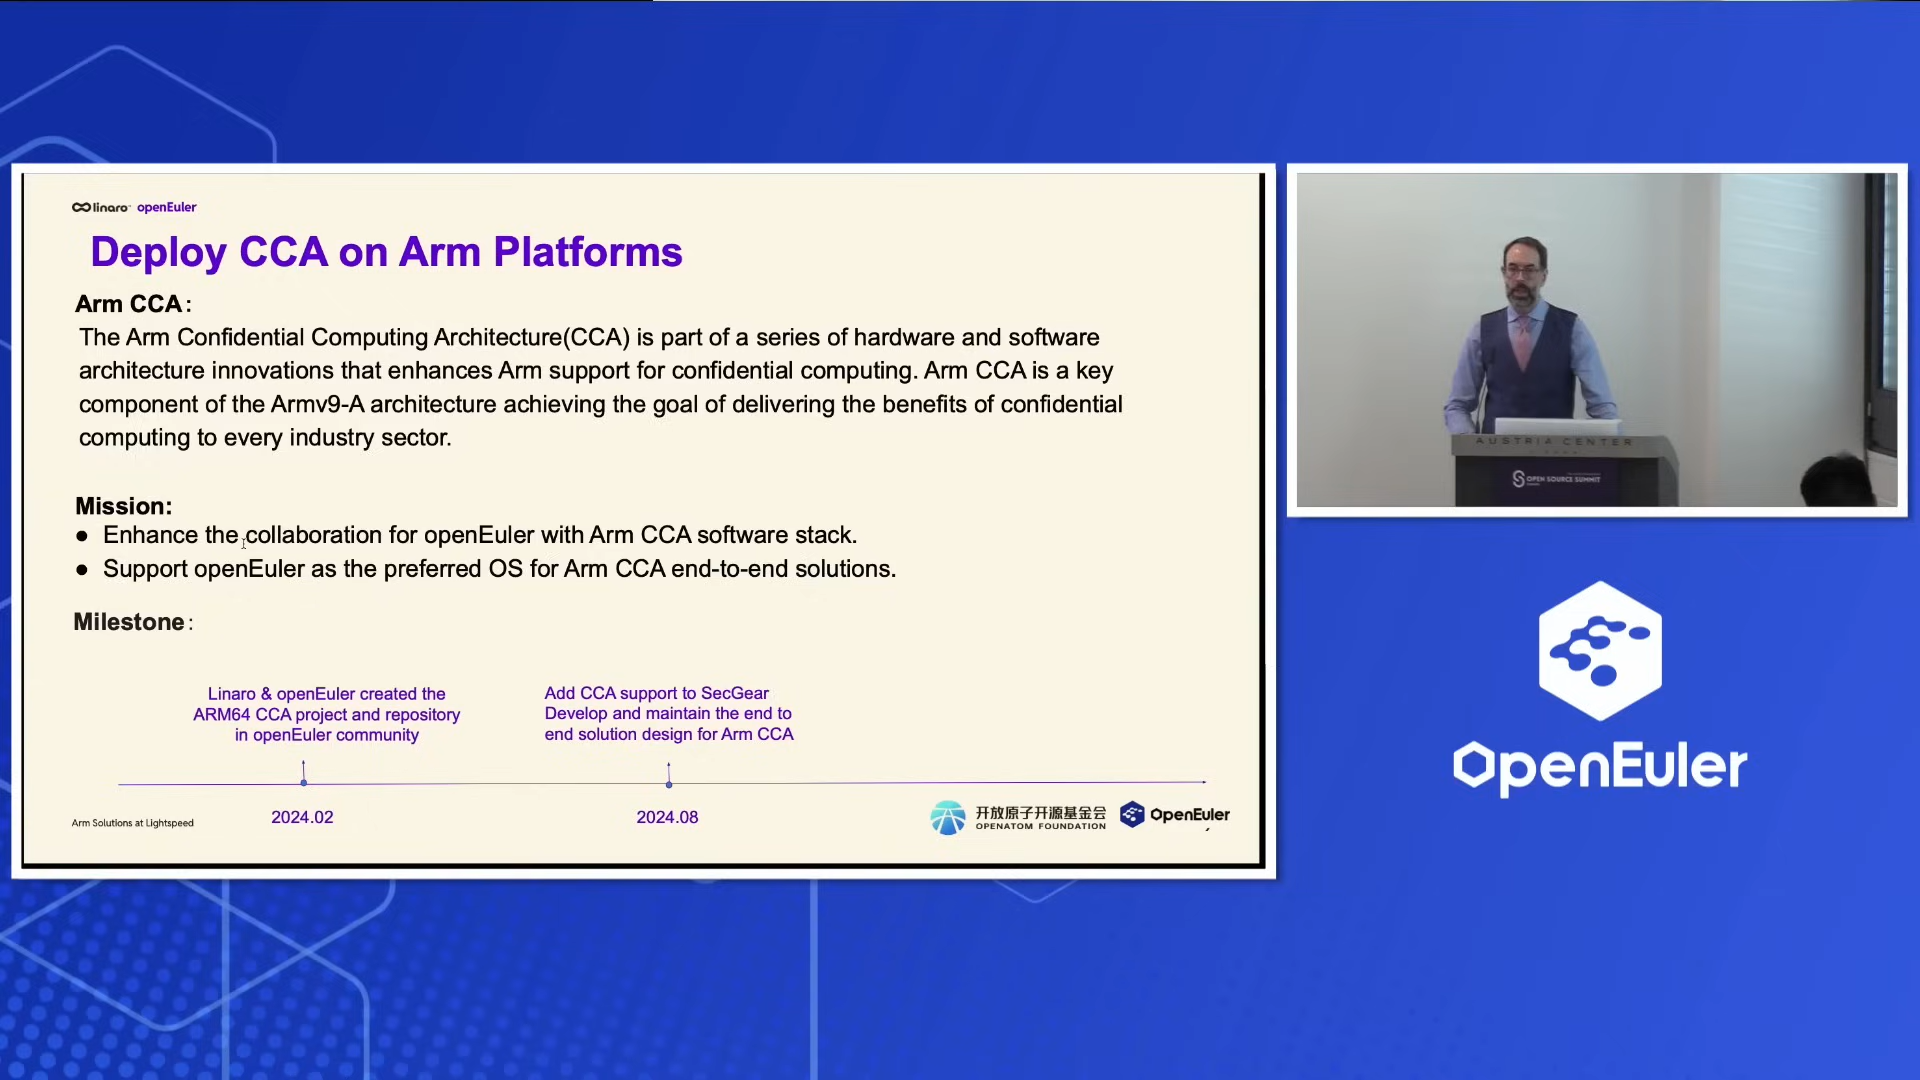 linaro openEuler
Deploy CCA on Arm Platforms
Arm CCA:
The Arm Confidential Computing Architecture(CCA) is part of a series of hardware and software
architecture innovations that enhances Arm support for confidential computing. Arm CCA is a key
component of the Armv9-A architecture achieving the goal of delivering the benefits of confidential
computing to every industry sector.
Mission:
● Enhance the collaboration for openEuler with Arm CCA software stack.
● Support openEuler as the preferred OS for Arm CCA end-to-end solutions.
Milestone:
Linaro & openEuler created the
ARM64 CCA project and repository
in openEuler community
Add CCA support to SecGear
Develop and maintain the end to
end solution design for Arm CCA
2024.02
2024.08
Arm Solutions at Lightspeed
开放原子开源基金会
OPENATOM FOUNDATION
OpenEuler
AUSTRIA CENTER
OPEN SOURCE SUMMIT
OpenEuler